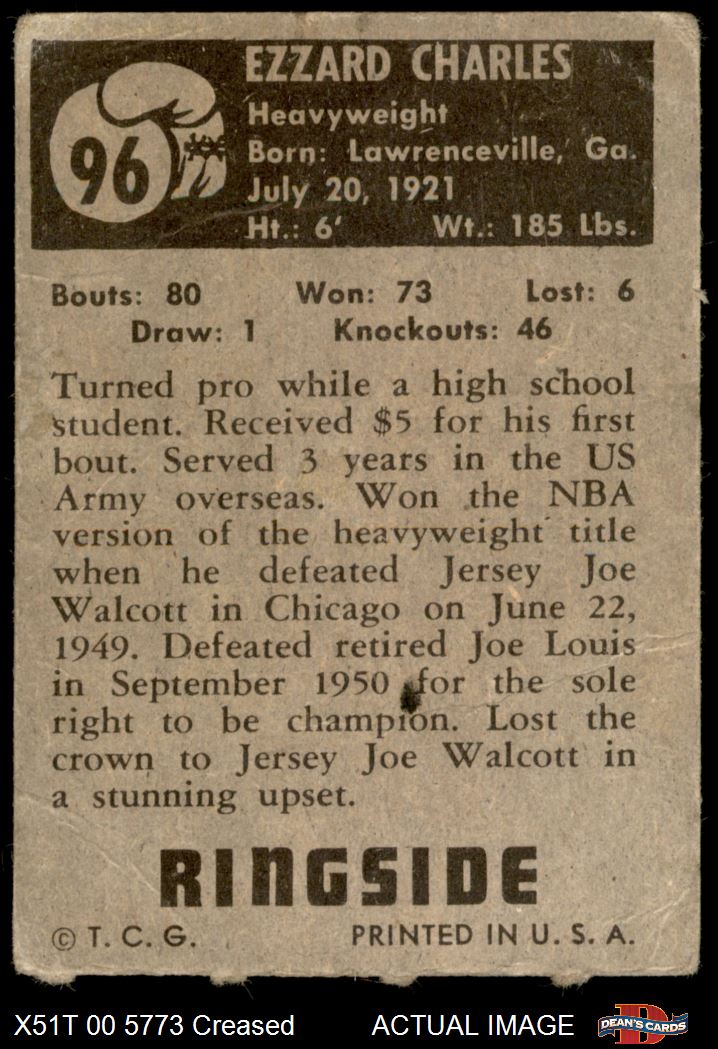 96
EZZARD CHARLES
Heavyweight
Born: Lawrenceville, Ga.
July 20, 1921
Ht.: 6' Wt.: 185 Lbs.
Bouts: 80 Won: 73 Lost: 6
Draw: 1 Knockouts: 46
Turned pro while a high school
student. Received $5 for his first
bout. Served 3 years in the US
Army overseas. Won the NBA
version of the heavyweight title
when he defeated Jersey Joe
Walcott in Chicago on June 22,
1949. Defeated retired Joe Louis
in September 1950 for the sole
right to be champion. Lost the
crown to Jersey Joe Walcott in
a stunning upset.
RINGSIDE
© T. C. G. PRINTED IN U. S. A.
X51T 00 5773 Creased ACTUAL IMAGE
D
DEAN'S CARDS